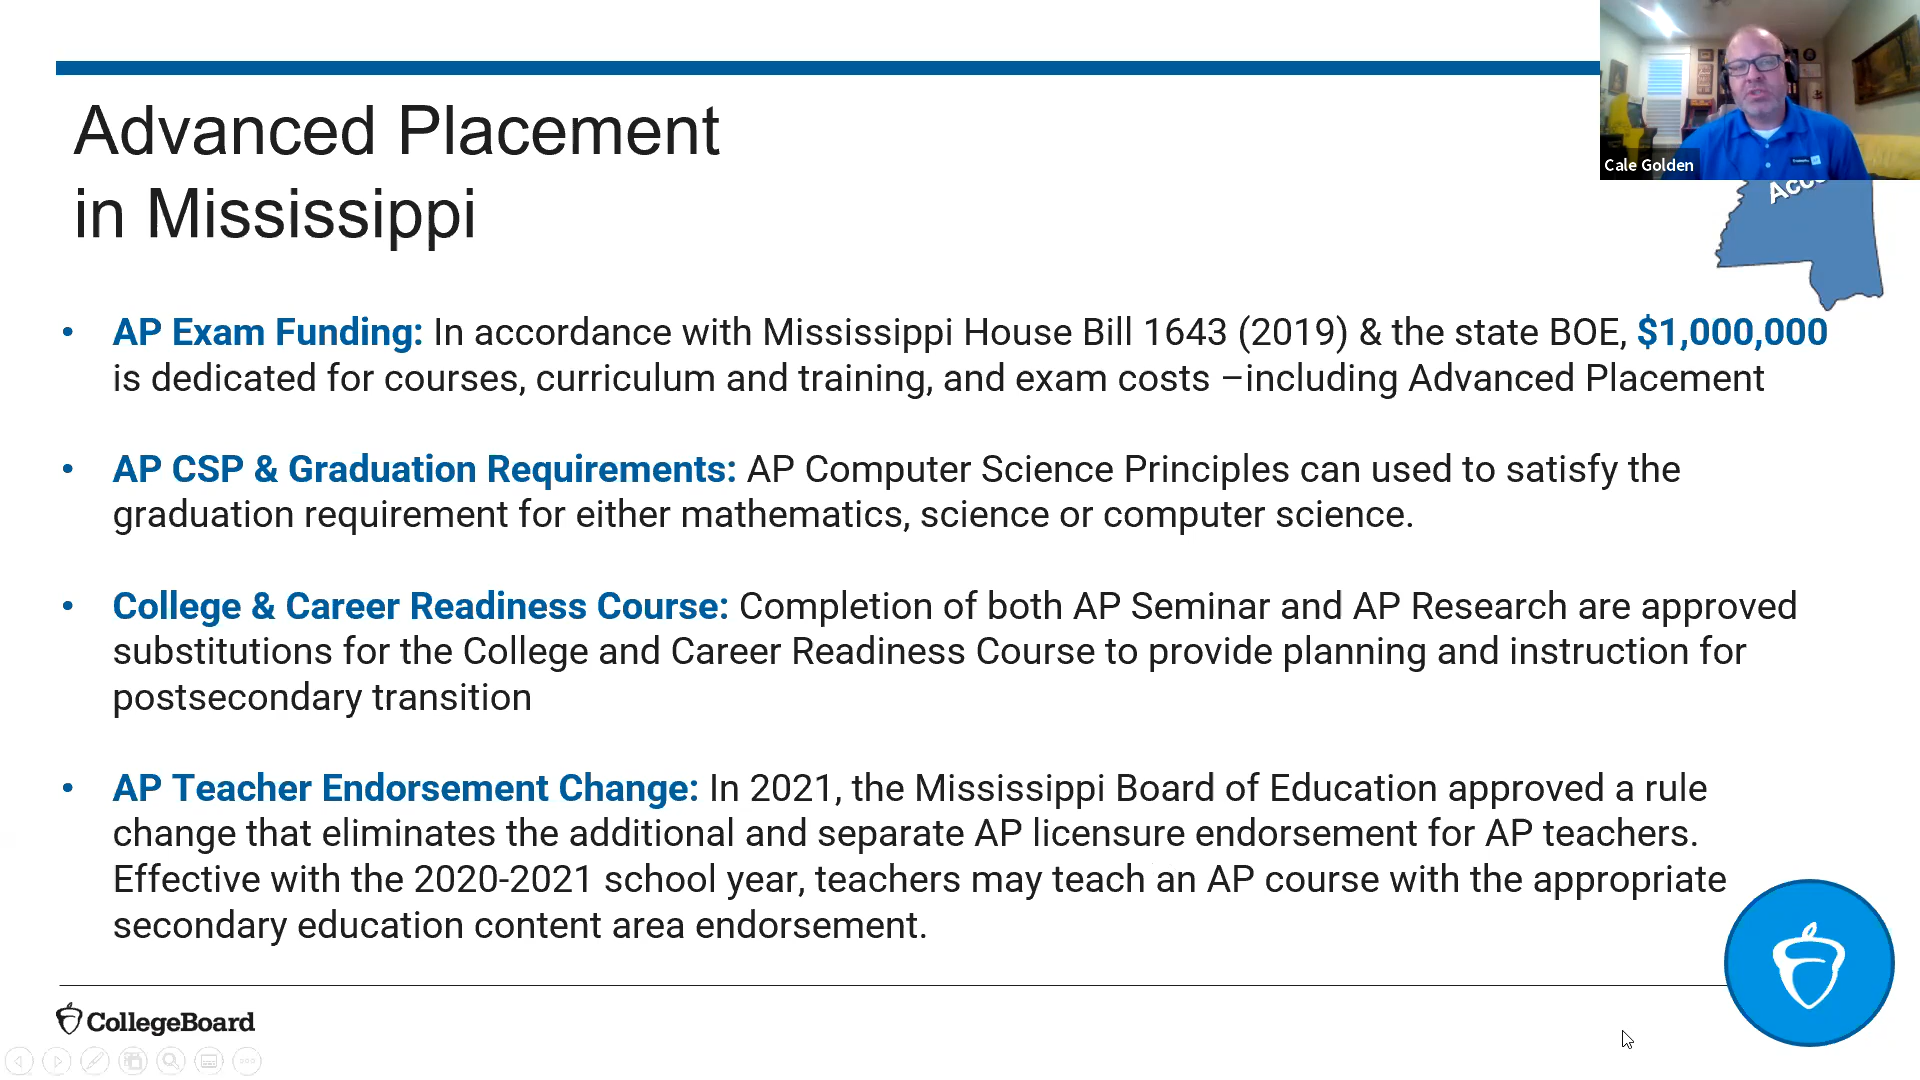 Advanced Placement
in Mississippi
Cale Golden
• AP Exam Funding: In accordance with Mississippi House Bill 1643 (2019) & the state BOE, $1,000,000
is dedicated for courses, curriculum and training, and exam costs –including Advanced Placement
• AP CSP & Graduation Requirements: AP Computer Science Principles can used to satisfy the
graduation requirement for either mathematics, science or computer science.
• College & Career Readiness Course: Completion of both AP Seminar and AP Research are approved
substitutions for the College and Career Readiness Course to provide planning and instruction for
postsecondary transition
• AP Teacher Endorsement Change: In 2021, the Mississippi Board of Education approved a rule
change that eliminates the additional and separate AP licensure endorsement for AP teachers.
Effective with the 2020-2021 school year, teachers may teach an AP course with the appropriate
secondary education content area endorsement.
CollegeBoard